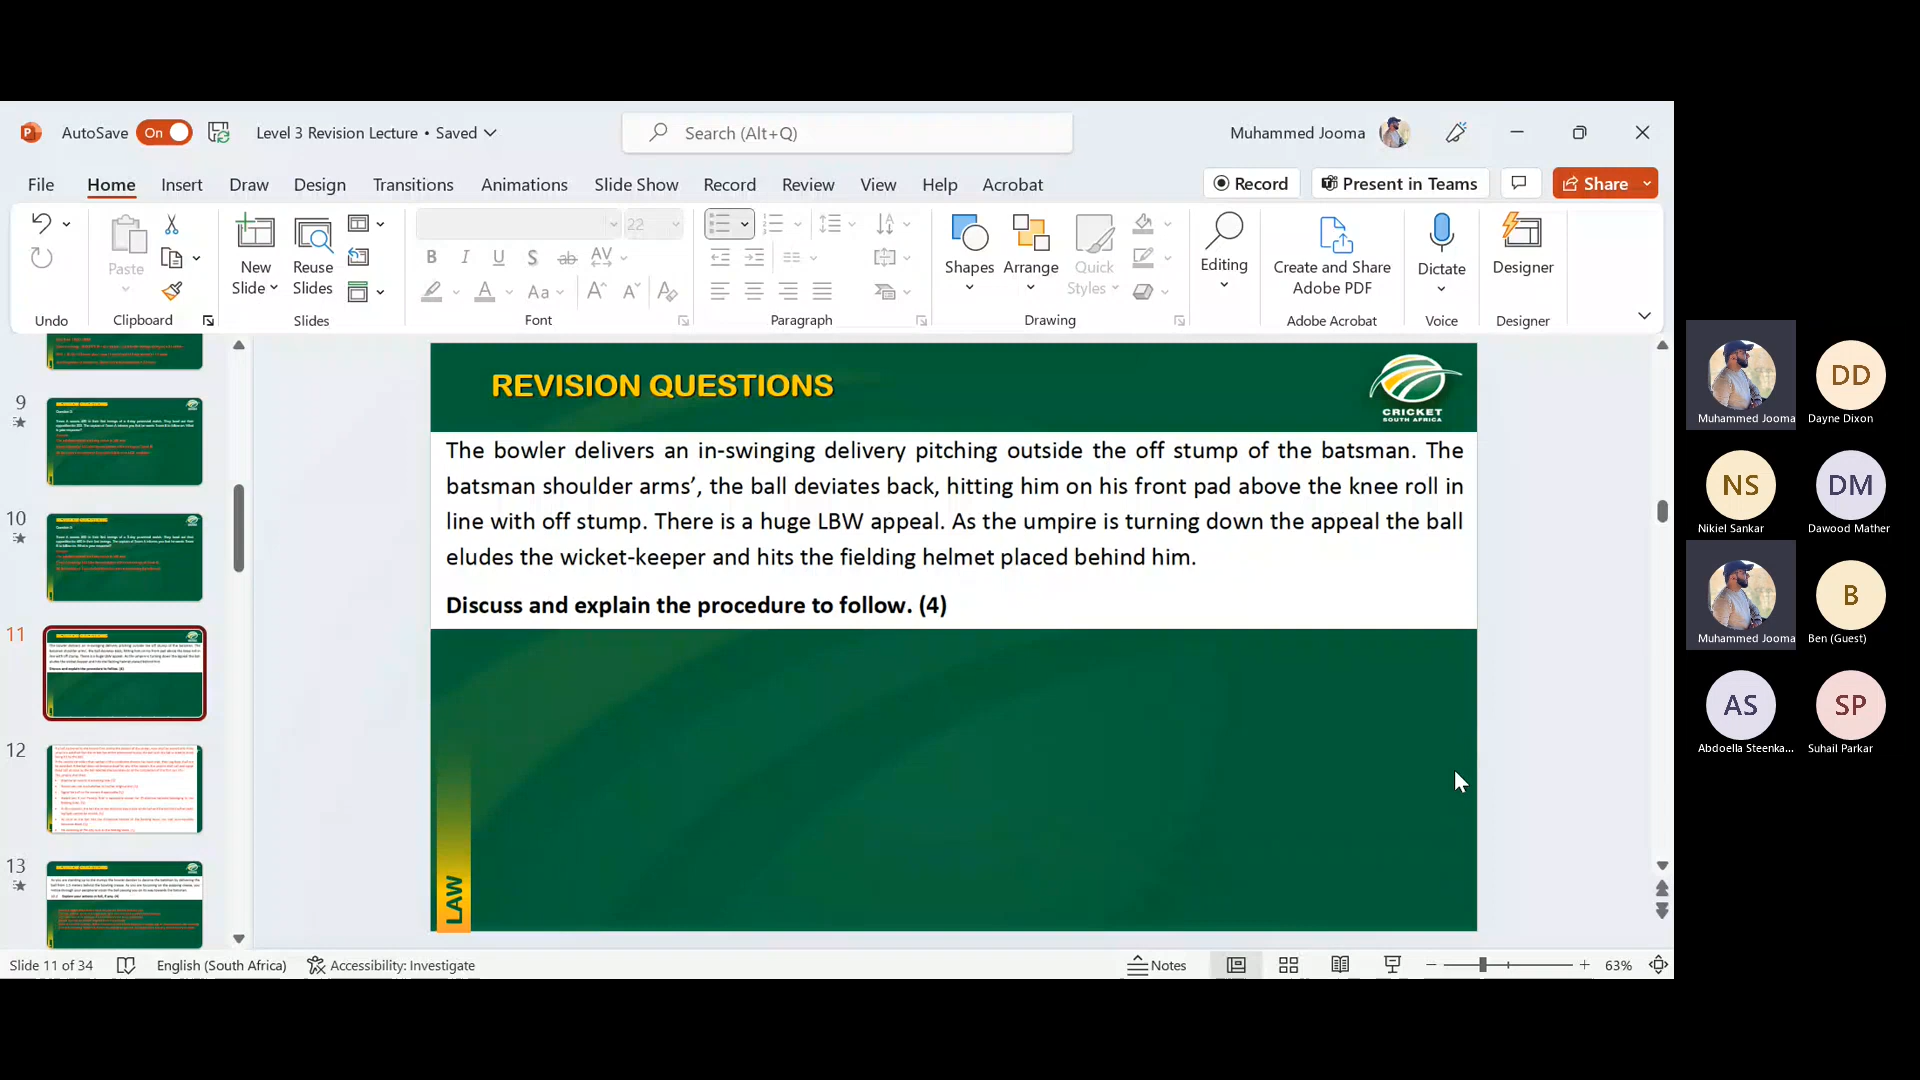 AutoSave On Level 3 Revision Lecture • Saved Search (Alt+Q) Muhammed Jooma
File Home Insert Draw Design Transitions Animations Slide Show Record Review View Help Acrobat Record Present in Teams Share
Paste
New Slide
Reuse Slides
22
Shapes
Arrange
Quick Styles
Editing
Create and Share Adobe PDF
Dictate
Designer
Undo Clipboard Slides Font Paragraph Drawing Adobe Acrobat Voice Designer
9
10
11
12
13
REVISION QUESTIONS
CRICKET
SOUTH AFRICA
The bowler delivers an in-swinging delivery pitching outside the off stump of the batsman. The
batsman shoulder arms’, the ball deviates back, hitting him on his front pad above the knee roll in
line with off stump. There is a huge LBW appeal. As the umpire is turning down the appeal the ball
eludes the wicket-keeper and hits the fielding helmet placed behind him.
Discuss and explain the procedure to follow. (4)
LAW
Slide 11 of 34 English (South Africa) Accessibility: Investigate Notes 63%
Muhammed Jooma
DD
Dayne Dixon
NS
Nikiel Sankar
DM
Dawood Mather
Muhammed Jooma
B
Ben (Guest)
AS
Abdoella Steenka...
SP
Suhail Parkar